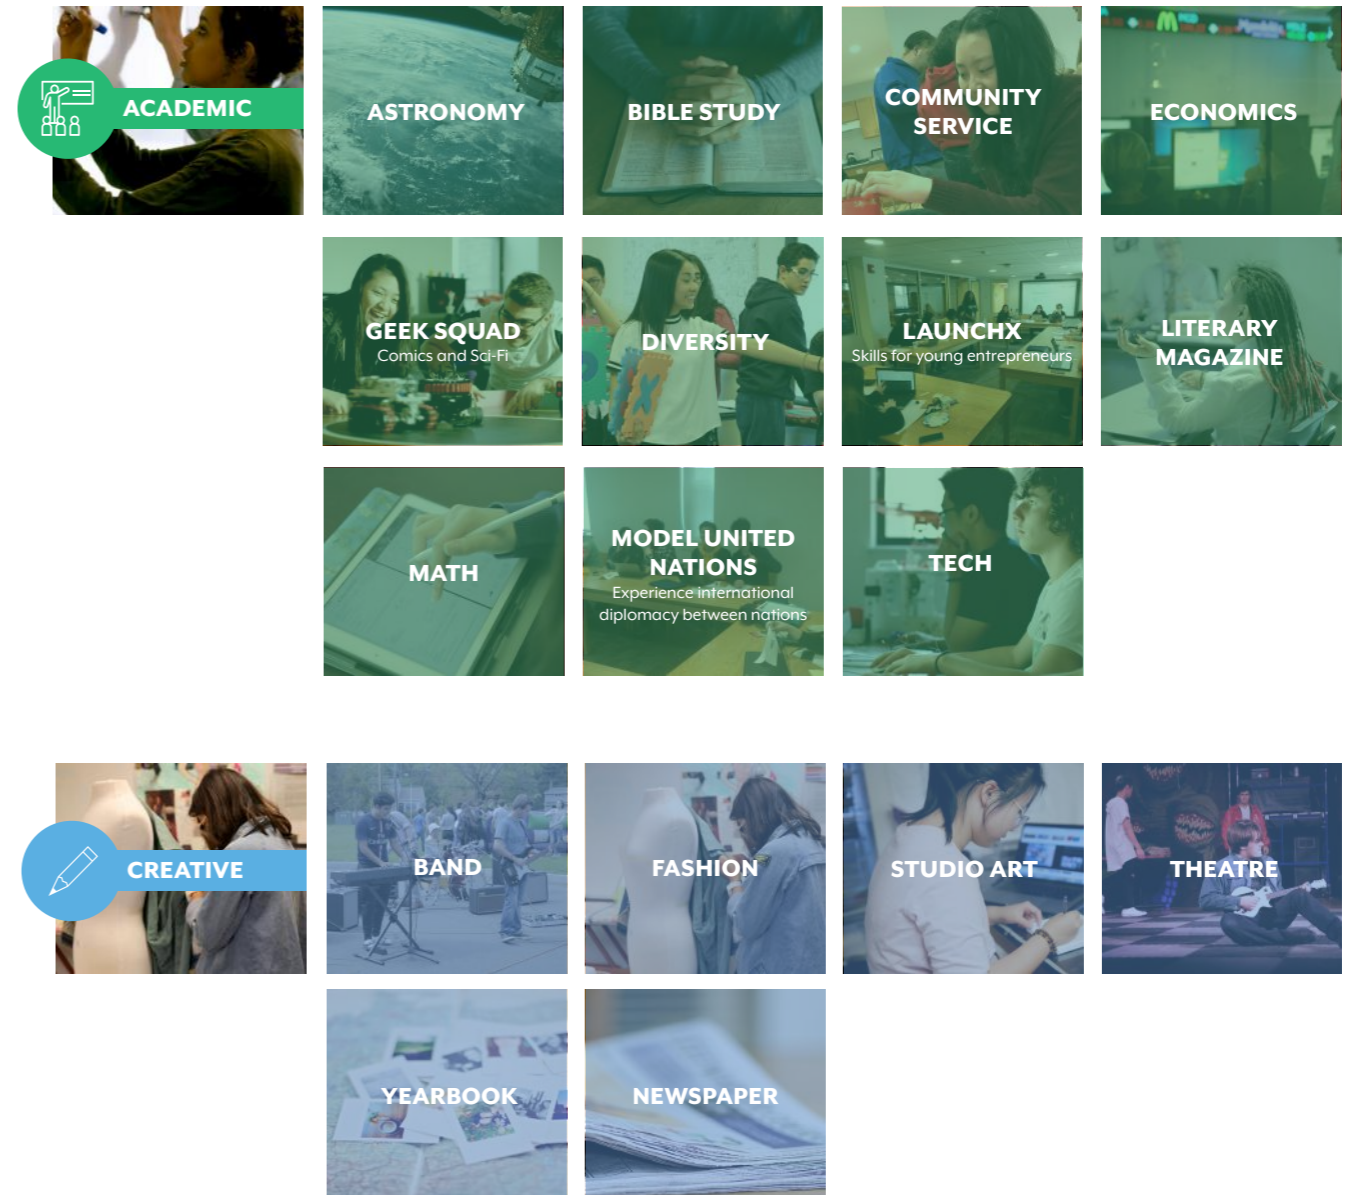 ACADEMIC
ASTRONOMY
BIBLE STUDY
COMMUNITY
SERVICE
ECONOMICS
GEEK SQUAD
Comics and Sci-Fi
DIVERSITY
LAUNCHX
Skills for young entrepreneurs
LITERARY
MAGAZINE
MATH
MODEL UNITED
NATIONS
Experience international
diplomacy between nations
TECH
CREATIVE
BAND
FASHION
STUDIO ART
THEATRE
YEARBOOK
NEWSPAPER